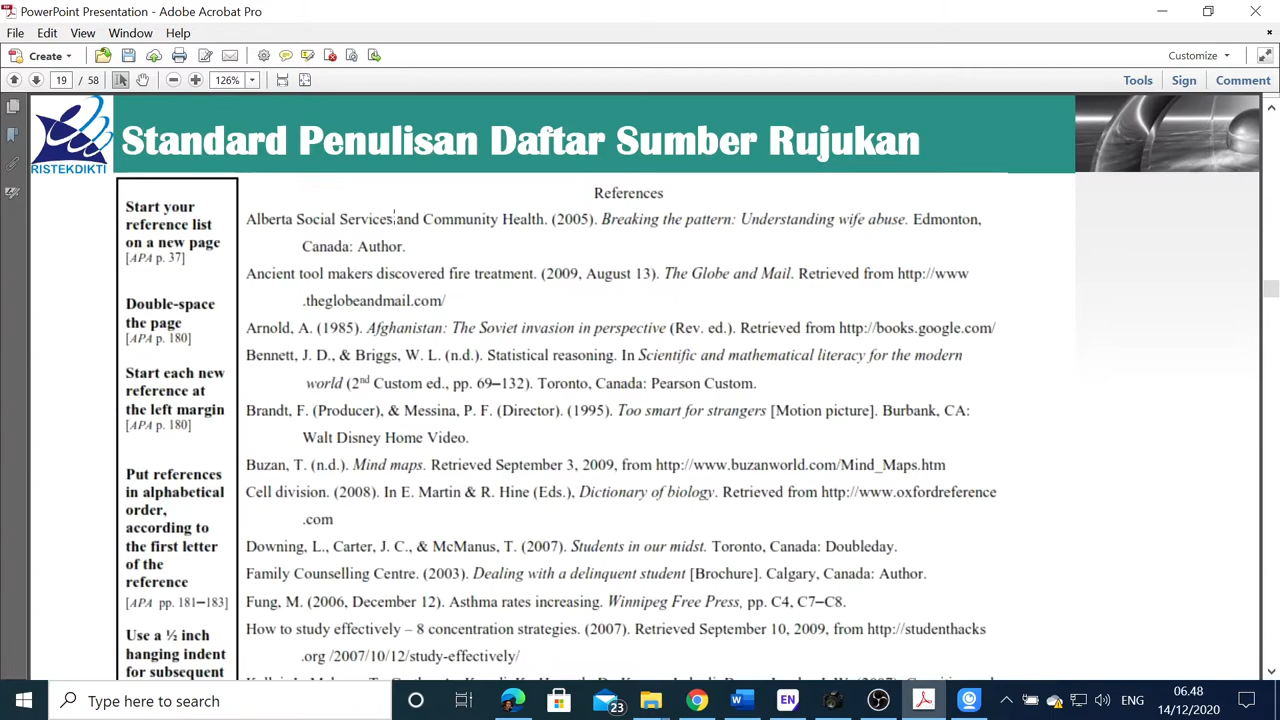 PowerPoint Presentation - Adobe Acrobat Pro
File Edit View Window Help
Create Customize
19 / 58 126% Tools Sign Comment
RISTEKDIKTI
Standard Penulisan Daftar Sumber Rujukan
Start your
reference list
on a new page
[APA p. 37]
Double-space
the page
[APA p. 180]
Start each new
reference at
the left margin
[APA p. 180]
Put references
in alphabetical
order,
according to
the first letter
of the
reference
[APA pp. 181–183]
Use a ½ inch
hanging indent
for subsequent
References
Alberta Social Services and Community Health. (2005). Breaking the pattern: Understanding wife abuse. Edmonton,
Canada: Author.
Ancient tool makers discovered fire treatment. (2009, August 13). The Globe and Mail. Retrieved from http://www
.theglobeandmail.com/
Arnold, A. (1985). Afghanistan: The Soviet invasion in perspective (Rev. ed.). Retrieved from http://books.google.com/
Bennett, J. D., & Briggs, W. L. (n.d.). Statistical reasoning. In Scientific and mathematical literacy for the modern
world (2nd Custom ed., pp. 69–132). Toronto, Canada: Pearson Custom.
Brandt, F. (Producer), & Messina, P. F. (Director). (1995). Too smart for strangers [Motion picture]. Burbank, CA:
Walt Disney Home Video.
Buzan, T. (n.d.). Mind maps. Retrieved September 3, 2009, from http://www.buzanworld.com/Mind_Maps.htm
Cell division. (2008). In E. Martin & R. Hine (Eds.), Dictionary of biology. Retrieved from http://www.oxfordreference
.com
Downing, L., Carter, J. C., & McManus, T. (2007). Students in our midst. Toronto, Canada: Doubleday.
Family Counselling Centre. (2003). Dealing with a delinquent student [Brochure]. Calgary, Canada: Author.
Fung, M. (2006, December 12). Asthma rates increasing. Winnipeg Free Press, pp. C4, C7–C8.
How to study effectively – 8 concentration strategies. (2007). Retrieved September 10, 2009, from http://studenthacks
.org /2007/10/12/study-effectively/
Type here to search
23
EN
ENG
06.48
14/12/2020